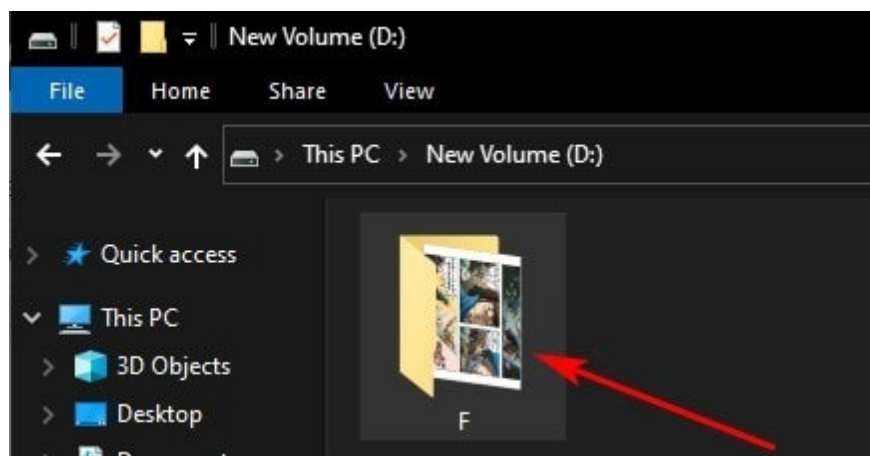 New Volume (D:)
File Home Share View
This PC > New Volume (D:)
Quick access
This PC
3D Objects
Desktop
F